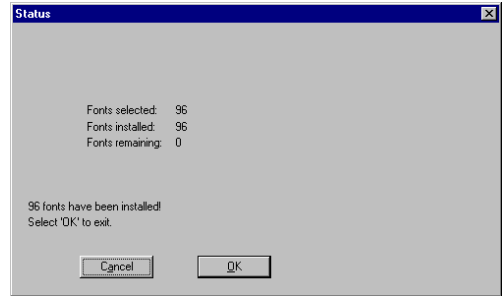 Status
Fonts selected: 96
Fonts installed: 96
Fonts remaining: 0
96 fonts have been installed!
Select 'OK' to exit.
Cancel OK